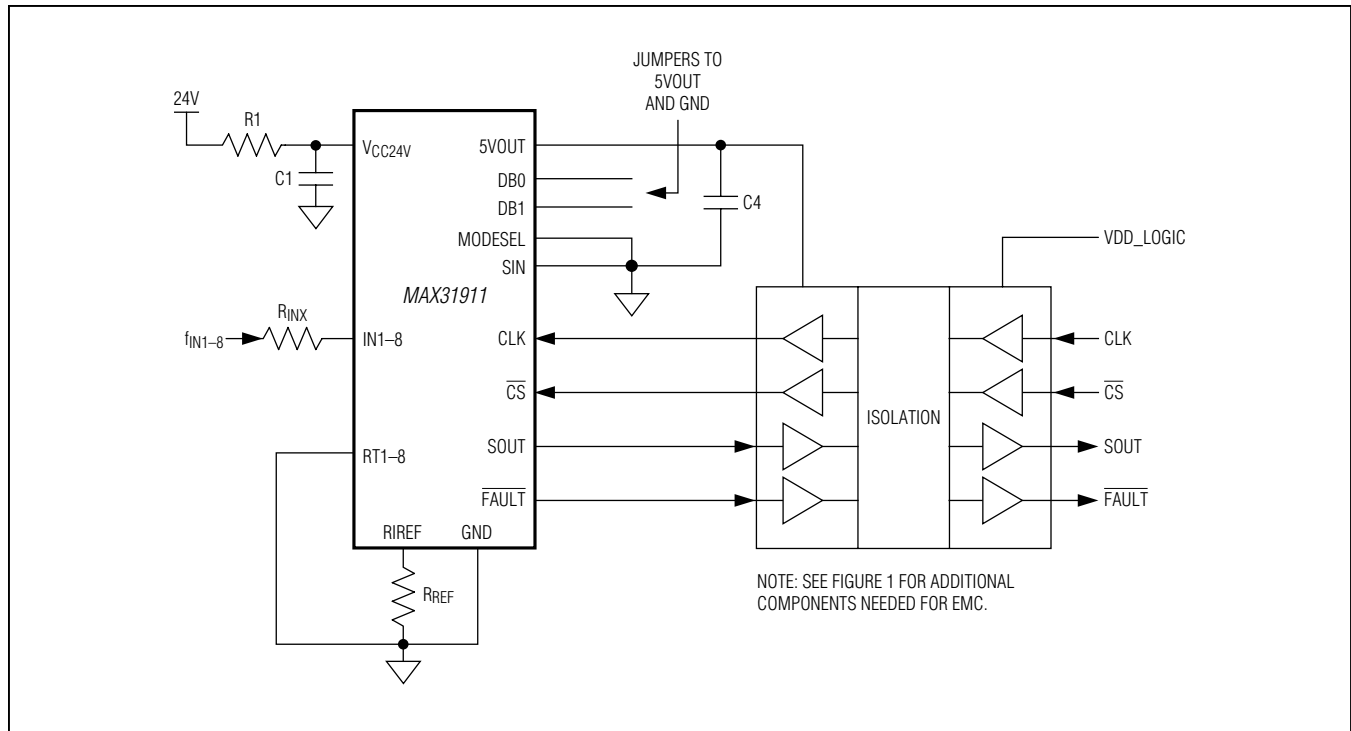 JUMPERS TO
5VOUT
AND GND
24V
R1
VCC24V
C1
5VOUT
DB0
DB1
MODESEL
SIN
C4
VDD_LOGIC
MAX31911
RINX
fIN1–8
IN1–8
CLK
CS
SOUT
FAULT
RT1–8
RIREF
GND
RREF
ISOLATION
CLK
CS
SOUT
FAULT
NOTE: SEE FIGURE 1 FOR ADDITIONAL
COMPONENTS NEEDED FOR EMC.